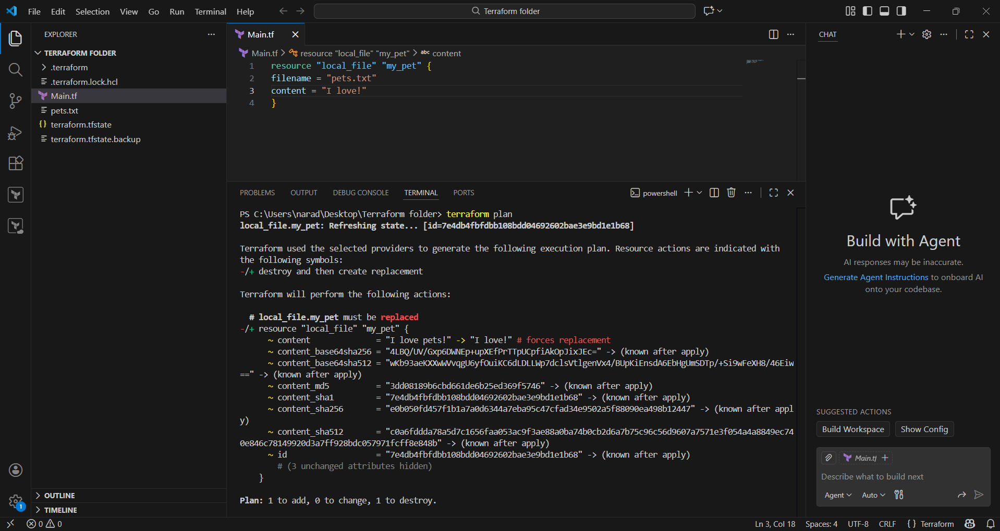 File Edit Selection View Go Run Terminal Help
Terraform folder
EXPLORER
TERRAFORM FOLDER
.terraform
.terraform.lock.hcl
Main.tf
pets.txt
terraform.tfstate
terraform.tfstate.backup
OUTLINE
TIMELINE
Main.tf
Main.tf > resource "local_file" "my_pet" > abc content
1 resource "local_file" "my_pet" {
2 filename = "pets.txt"
3 content = "I love!"
4 }
PROBLEMS OUTPUT DEBUG CONSOLE TERMINAL PORTS
powershell
PS C:\Users\narad\Desktop\Terraform folder> terraform plan
local_file.my_pet: Refreshing state... [id=7e4db4fbfdbb108bdd04692602bae3e9bd1e1b68]
Terraform used the selected providers to generate the following execution plan. Resource actions are indicated with
the following symbols:
-/+ destroy and then create replacement
Terraform will perform the following actions:
# local_file.my_pet must be replaced
-/+ resource "local_file" "my_pet" {
~ content = "I love pets!" -> "I love!" # forces replacement
~ content_base64sha256 = "4LBQ/UV/Gxp6DWNEp+upXEfPrTTpUCpfiAkOpJixJEc=" -> (known after apply)
~ content_base64sha512 = "wKb93aeKXXwWVvqgU6yfOuiKC6dLDLLWp7dclsVtlgenVx4/BUpKiEnsdA6EbHgUmSDTp/+Si9wFeXH8/46Eiw
==" -> (known after apply)
~ content_md5 = "3dd08189b6cbd661de6b25ed369f5746" -> (known after apply)
~ content_sha1 = "7e4db4fbfdbb108bdd04692602bae3e9bd1e1b68" -> (known after apply)
~ content_sha256 = "e0b050fd457f1b1a7a0d6344a7eba95c47cfad34e9502a5f88090ea498b12447" -> (known after appl
y)
~ content_sha512 = "c0a6fddda78a5d7c1656faa053ac9f3ae88a0ba74b0cb2d6a7b75c96c56d9607a7571e3f054a4a8849ec74
0e846c78149920d3a7ff928bdc057971fcff8e848b" -> (known after apply)
~ id = "7e4db4fbfdbb108bdd04692602bae3e9bd1e1b68" -> (known after apply)
# (3 unchanged attributes hidden)
}
Plan: 1 to add, 0 to change, 1 to destroy.
CHAT
Build with Agent
AI responses may be inaccurate.
Generate Agent Instructions to onboard AI
onto your codebase.
SUGGESTED ACTIONS
Build Workspace Show Config
Main.tf
Describe what to build next
Agent Auto
1
0 0
Ln 3, Col 18 Spaces: 4 UTF-8 CRLF {} Terraform